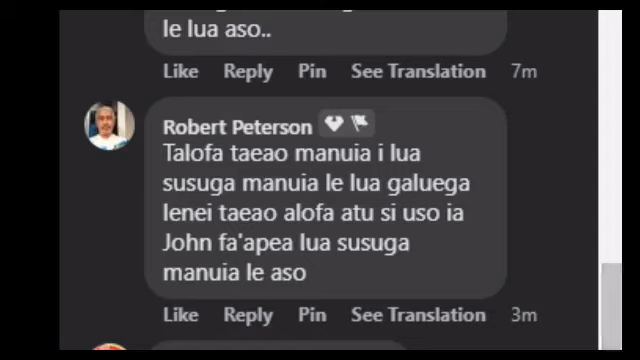 le lua aso..
Like Reply Pin See Translation 7m
Robert Peterson
Talofa taeao manuia i lua
susuga manuia le lua galuega
lenei taeao alofa atu si uso ia
John fa'apea lua susuga
manuia le aso
Like Reply Pin See Translation 3m